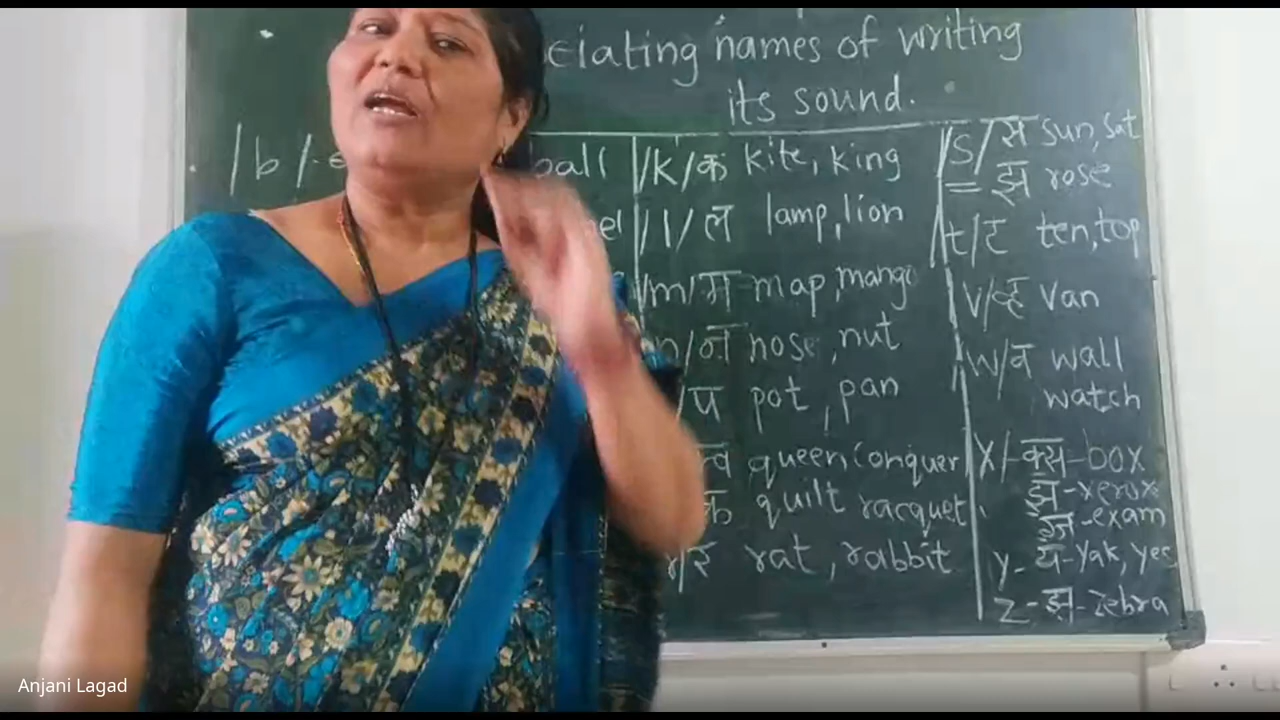 ciating names of writing
its sound.
/b/
ball
/k/क kite, king
/l/ल lamp, lion
/m/म map, mango
/न nose, nut
/प pot, pan
queen conquer
क quilt racquet
/र rat, rabbit
/s/स sun, sat
झ rose
/t/ट ten, top
V/व्ह Van
w/व wall
watch
X/-क्स-box
झ-xerox
ग्ज-exam
y-य-Yak, yes
z-झ-zebra
Anjani Lagad